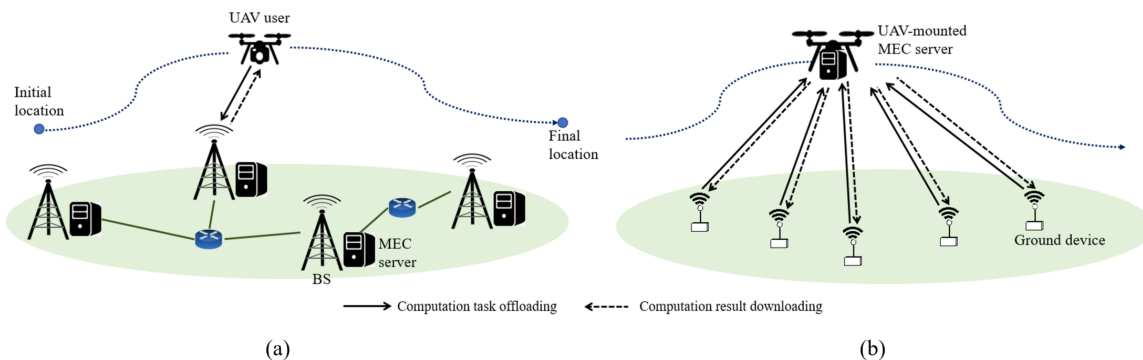 UAV user
Initial
location
Final
location
MEC
server
BS
UAV-mounted
MEC server
Ground device
Computation task offloading
Computation result downloading
(a)
(b)